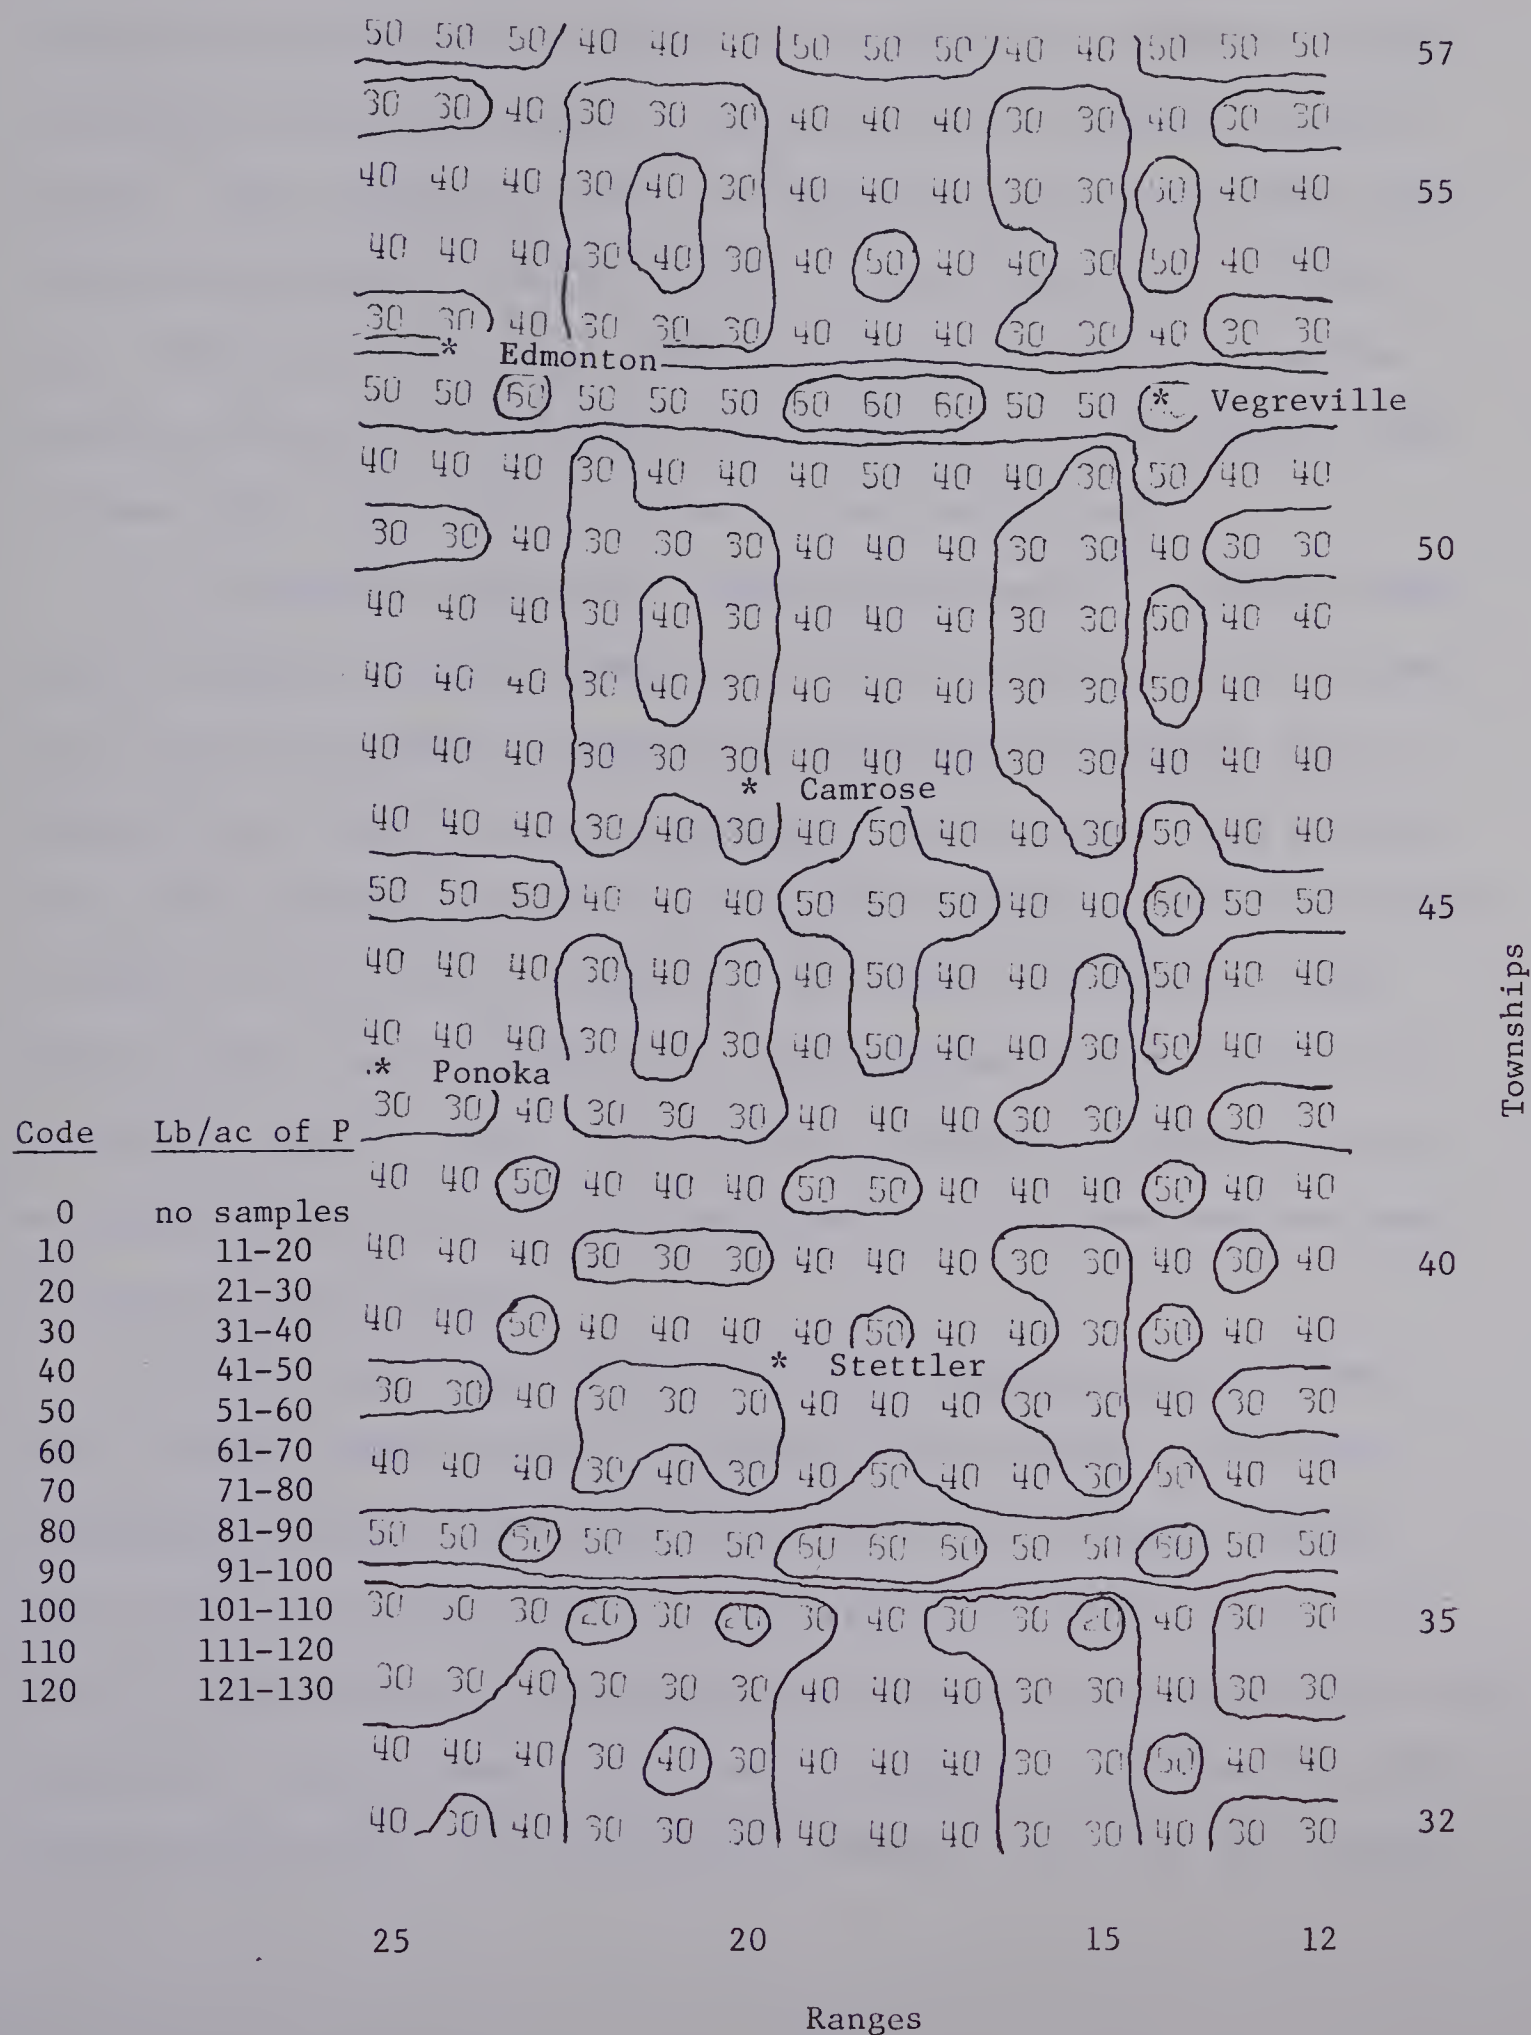 50 50 50 40 40 40 50 50 50 40 40 50 50 50 57
30 30 40 30 30 30 40 40 40 30 30 40 30 30
40 40 40 30 40 30 40 40 40 30 30 50 40 40 55
40 40 40 30 40 30 40 50 40 40 30 50 40 40
30 30 40 30 30 30 40 40 40 30 30 40 30 30
* Edmonton
50 50 60 50 50 50 60 60 60 50 50 * Vegreville
40 40 40 30 40 40 40 50 40 40 30 50 40 40
30 30 40 30 30 30 40 40 40 30 30 40 30 30 50
40 40 40 30 40 30 40 40 40 30 30 50 40 40
40 40 40 30 40 30 40 40 40 30 30 50 40 40
40 40 40 30 30 30 40 40 40 30 30 40 40 40
* Camrose
40 40 40 30 40 30 40 50 40 40 30 50 40 40
50 50 50 40 40 40 50 50 50 40 40 60 50 50 45
40 40 40 30 40 30 40 50 40 40 30 50 40 40
40 40 40 30 40 30 40 50 40 40 30 50 40 40
* Ponoka
30 30 40 30 30 30 40 40 40 30 30 40 30 30
40 40 50 40 40 40 50 50 40 40 40 50 40 40
40 40 40 30 30 30 40 40 40 30 30 40 30 40 40
40 40 50 40 40 40 40 50 40 40 30 50 40 40
* Stettler
30 30 40 30 30 30 40 40 40 30 30 40 30 30
40 40 40 30 40 30 40 50 40 40 30 50 40 40
50 50 60 50 50 50 60 60 60 50 50 60 50 50
30 30 30 20 30 20 30 40 30 30 20 40 30 30 35
30 30 40 30 30 30 40 40 40 30 30 40 30 30
40 40 40 30 40 30 40 40 40 30 30 50 40 40
40 30 40 30 30 30 40 40 40 30 30 40 30 30 32
25 20 15 12
Ranges
Townships
Code Lb/ac of P
0 no samples
10 11-20
20 21-30
30 31-40
40 41-50
50 51-60
60 61-70
70 71-80
80 81-90
90 91-100
100 101-110
110 111-120
120 121-130